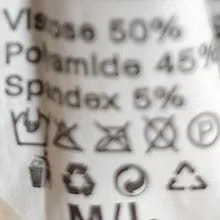 Viscose 50%
Polyamide 45%
Spandex 5%
P
M/L